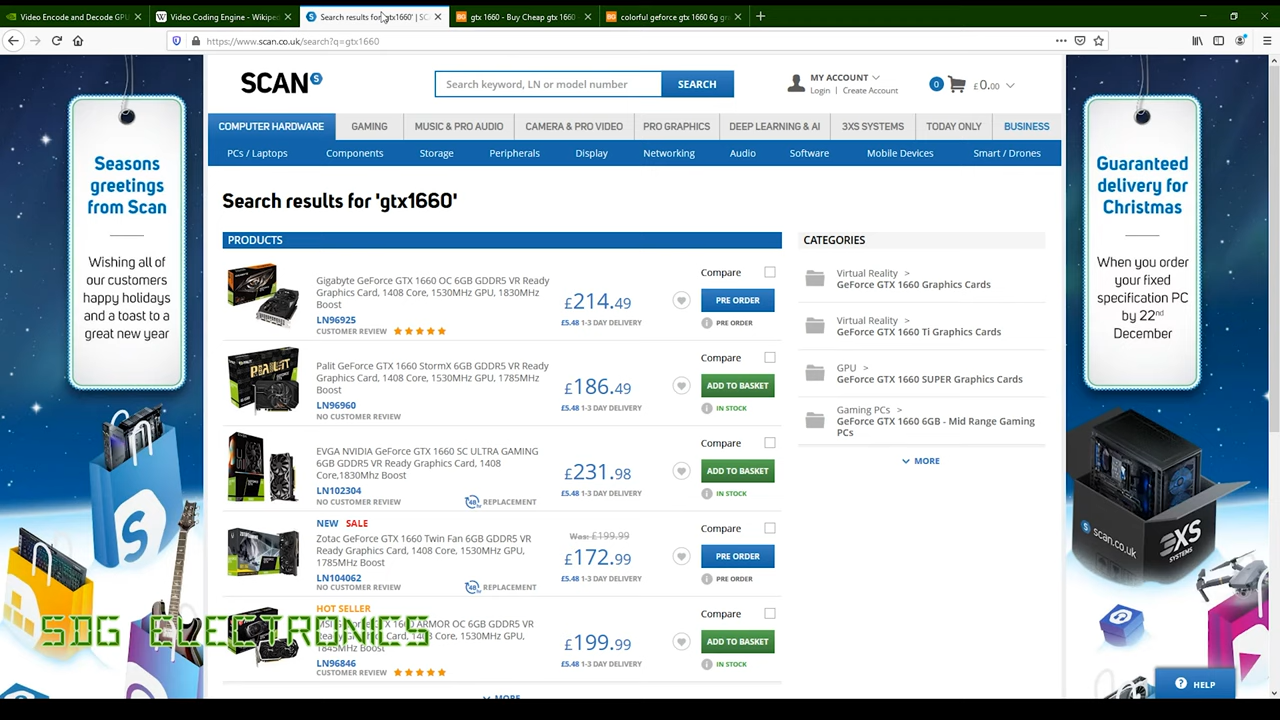 Video Encode and Decode GPU
Video Coding Engine - Wikipe
Search results for 'gtx1660' | SC
gtx 1660 - Buy Cheap gtx 1660
colorful geforce gtx 1660 6g gr
https://www.scan.co.uk/search?q=gtx1660
SCAN S
Search keyword, LN or model number
SEARCH
MY ACCOUNT
Login | Create Account
0
£0.00
COMPUTER HARDWARE GAMING MUSIC & PRO AUDIO CAMERA & PRO VIDEO PRO GRAPHICS DEEP LEARNING & AI 3XS SYSTEMS TODAY ONLY BUSINESS
PCs / Laptops Components Storage Peripherals Display Networking Audio Software Mobile Devices Smart / Drones
Seasons
greetings
from Scan
Wishing all of
our customers
happy holidays
and a toast to a
great new year
Search results for 'gtx1660'
PRODUCTS
Gigabyte GeForce GTX 1660 OC 6GB GDDR5 VR Ready
Graphics Card, 1408 Core, 1530MHz GPU, 1830MHz
Boost
LN96925
CUSTOMER REVIEW
£214.49
£5.48 1-3 DAY DELIVERY
Compare
PRE ORDER
PRE ORDER
Palit GeForce GTX 1660 StormX 6GB GDDR5 VR Ready
Graphics Card, 1408 Core, 1530MHz GPU, 1785MHz
Boost
LN96960
NO CUSTOMER REVIEW
£186.49
£5.48 1-3 DAY DELIVERY
Compare
ADD TO BASKET
IN STOCK
EVGA NVIDIA GeForce GTX 1660 SC ULTRA GAMING
6GB GDDR5 VR Ready Graphics Card, 1408
Core,1830MHz Boost
LN102304
NO CUSTOMER REVIEW
REPLACEMENT
£231.98
£5.48 1-3 DAY DELIVERY
Compare
ADD TO BASKET
IN STOCK
NEW SALE
Zotac GeForce GTX 1660 Twin Fan 6GB GDDR5 VR
Ready Graphics Card, 1408 Core, 1530MHz GPU,
1785MHz Boost
LN104062
NO CUSTOMER REVIEW
REPLACEMENT
Was: £199.99
£172.99
£5.48 1-3 DAY DELIVERY
Compare
PRE ORDER
PRE ORDER
HOT SELLER
ARMOR OC 6GB GDDR5 VR
Graphics Card, 1408 Core, 1530MHz GPU,
1845MHz Boost
LN96846
CUSTOMER REVIEW
£199.99
£5.48 1-3 DAY DELIVERY
Compare
ADD TO BASKET
IN STOCK
MORE
CATEGORIES
Virtual Reality >
GeForce GTX 1660 Graphics Cards
Virtual Reality >
GeForce GTX 1660 Ti Graphics Cards
GPU >
GeForce GTX 1660 SUPER Graphics Cards
Gaming PCs >
GeForce GTX 1660 6GB - Mid Range Gaming
PCs
MORE
Guaranteed
delivery for
Christmas
When you order
your fixed
specification PC
by 22nd
December
scan.co.uk
3XS
SYSTEMS
HELP
SDG ELECTRONICS